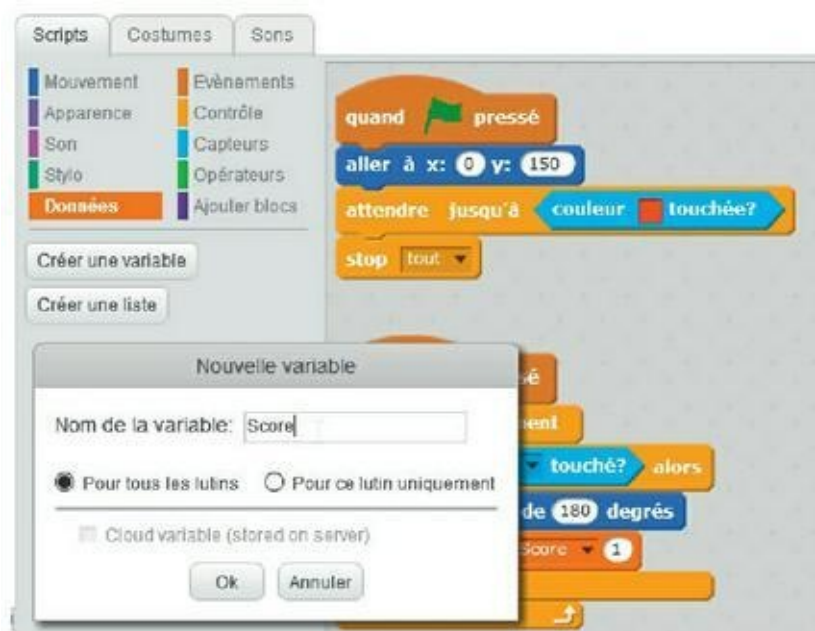 Scripts Costumes Sons
Mouvement Evènements
Apparence Contrôle
Son Capteurs
Stylo Opérateurs
Données Ajouter blocs
Créer une variable
Créer une liste
quand pressé
aller à x: 0 y: 150
attendre jusqu'à couleur touchée?
stop tout
Nouvelle variable
Nom de la variable: Score
Pour tous les lutins Pour ce lutin uniquement
Cloud variable (stored on server)
Ok Annuler
sé
ent
touché? alors
de 180 degrés
Score 1